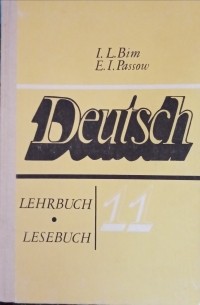 I. L. Bim
E. I. Passow
Deutsch
LEHRBUCH
•
LESEBUCH
11